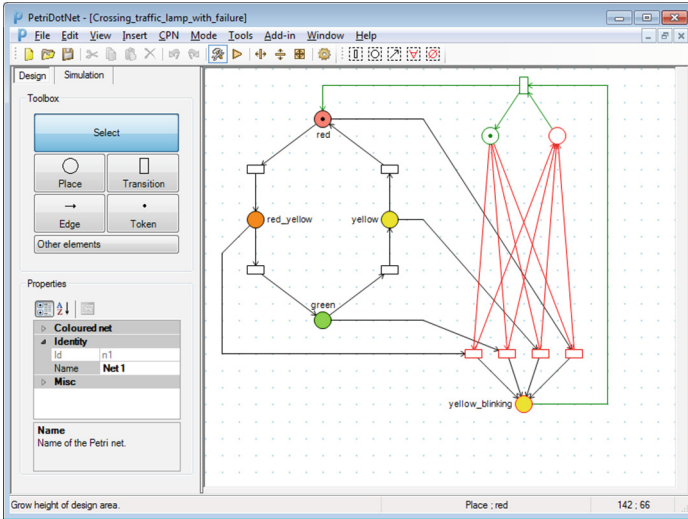 PetriDotNet - [Crossing_traffic_lamp_with_failure]
File Edit View Insert CPN Mode Tools Add-in Window Help
Design Simulation
Toolbox
Select
Place Transition
Edge Token
Other elements
Properties
Coloured net
Identity
Id n1
Name Net 1
Misc
Name
Name of the Petri net.
red
red_yellow
yellow
green
yellow_blinking
Grow height of design area.
Place ; red
142 ; 66